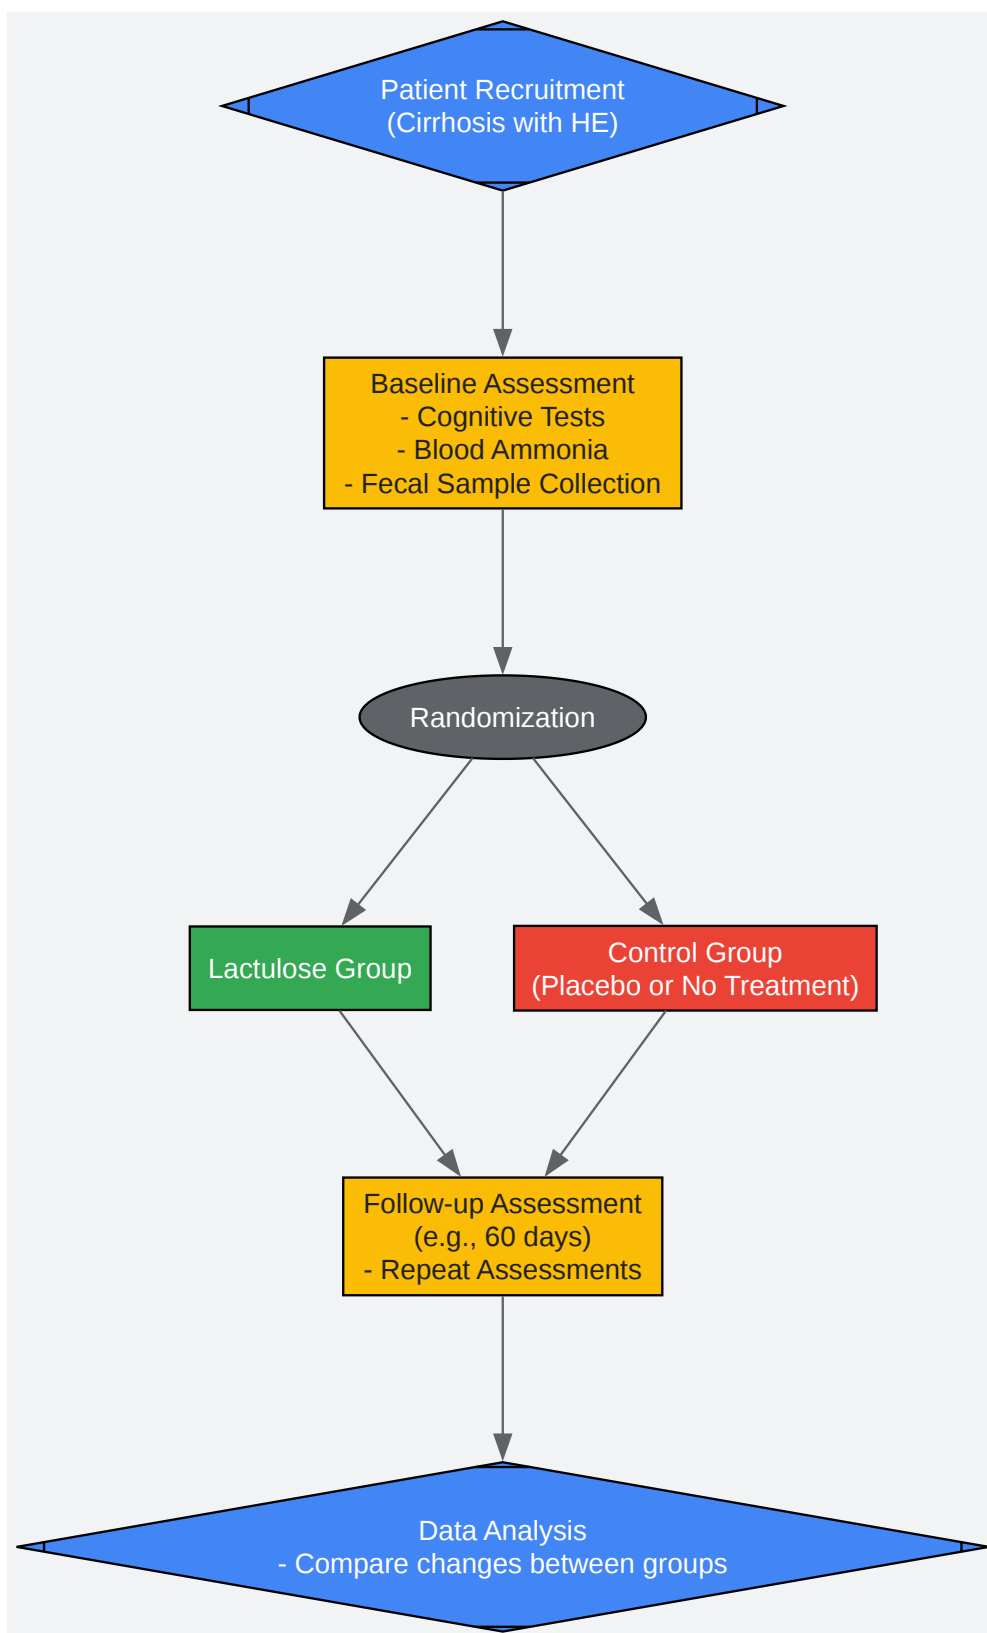 Patient Recruitment
(Cirrhosis with HE)
Baseline Assessment
- Cognitive Tests
- Blood Ammonia
- Fecal Sample Collection
Randomization
Lactulose Group
Control Group
(Placebo or No Treatment)
Follow-up Assessment
(e.g., 60 days)
- Repeat Assessments
Data Analysis
- Compare changes between groups